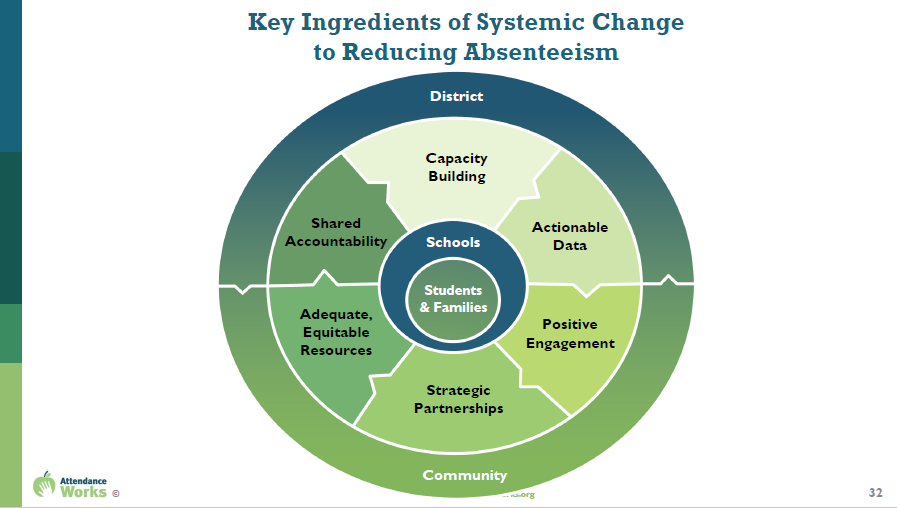 Key Ingredients of Systemic Change
to Reducing Absenteeism
District
Capacity
Building
Shared
Accountability
Actionable
Data
Schools
Students
& Families
Adequate,
Equitable
Resources
Positive
Engagement
Strategic
Partnerships
Community
Attendance
Works ©
.org
32